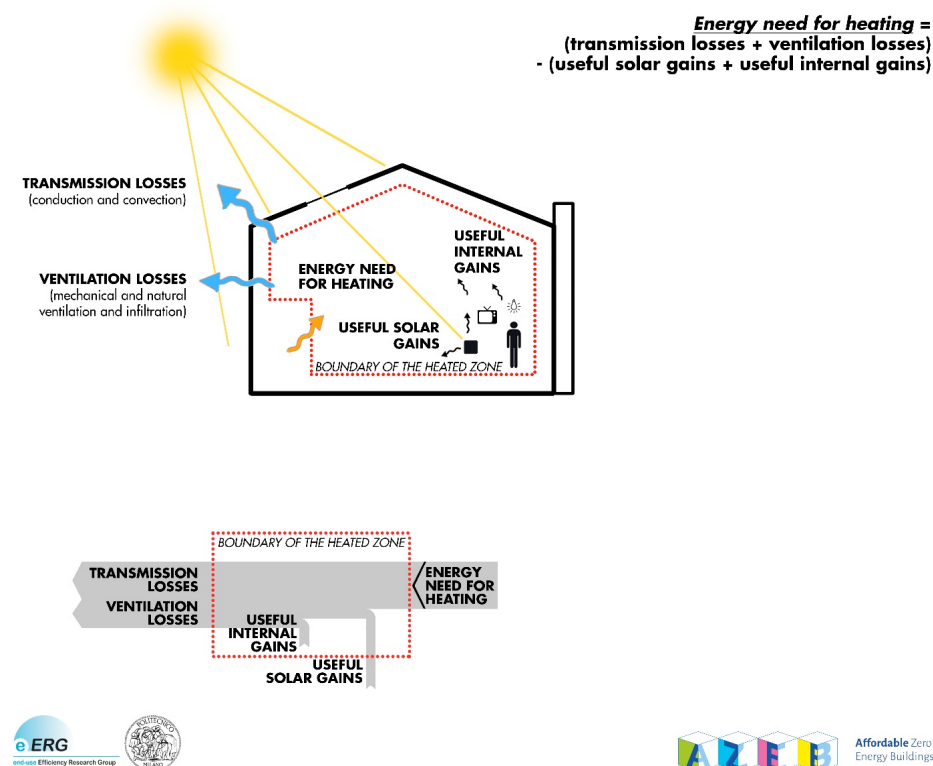 Energy need for heating =
(transmission losses + ventilation losses)
- (useful solar gains + useful internal gains)
TRANSMISSION LOSSES
(conduction and convection)
VENTILATION LOSSES
(mechanical and natural
ventilation and infiltration)
USEFUL
INTERNAL
GAINS
ENERGY NEED
FOR HEATING
USEFUL SOLAR
GAINS
BOUNDARY OF THE HEATED ZONE
BOUNDARY OF THE HEATED ZONE
TRANSMISSION
LOSSES
VENTILATION
LOSSES
ENERGY
NEED FOR
HEATING
USEFUL
INTERNAL
GAINS
USEFUL
SOLAR GAINS
eERG
end-use Efficiency Research Group
POLITECNICO
MILANO
AZEB
Affordable Zero
Energy Buildings